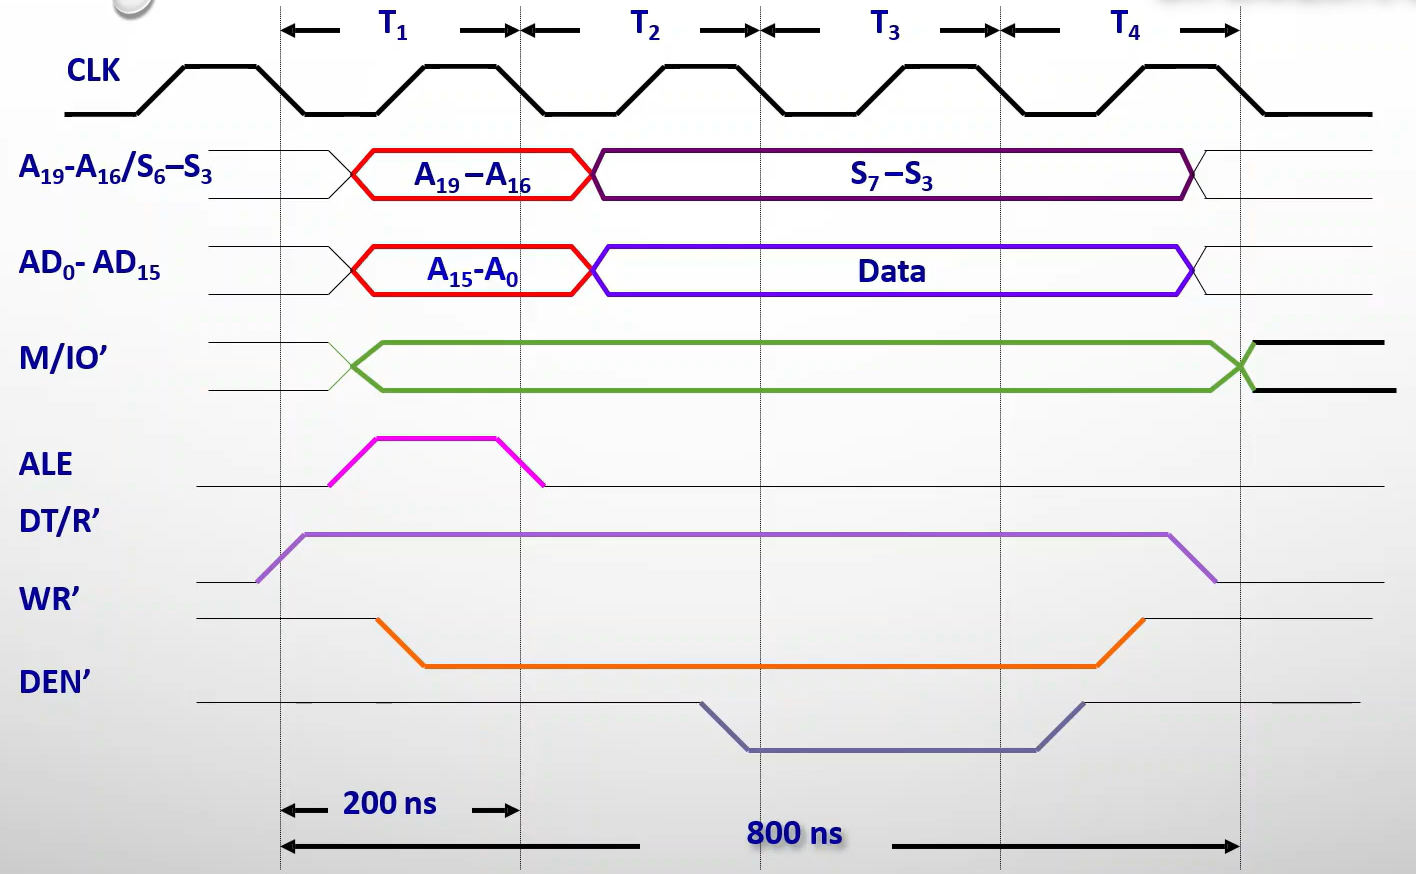 T₁ T₂ T₃ T₄
CLK
A₁₉-A₁₆/S₆–S₃ A₁₉ –A₁₆ S₇ –S₃
AD₀- AD₁₅ A₁₅-A₀ Data
M/IO’
ALE
DT/R’
WR’
DEN’
200 ns
800 ns